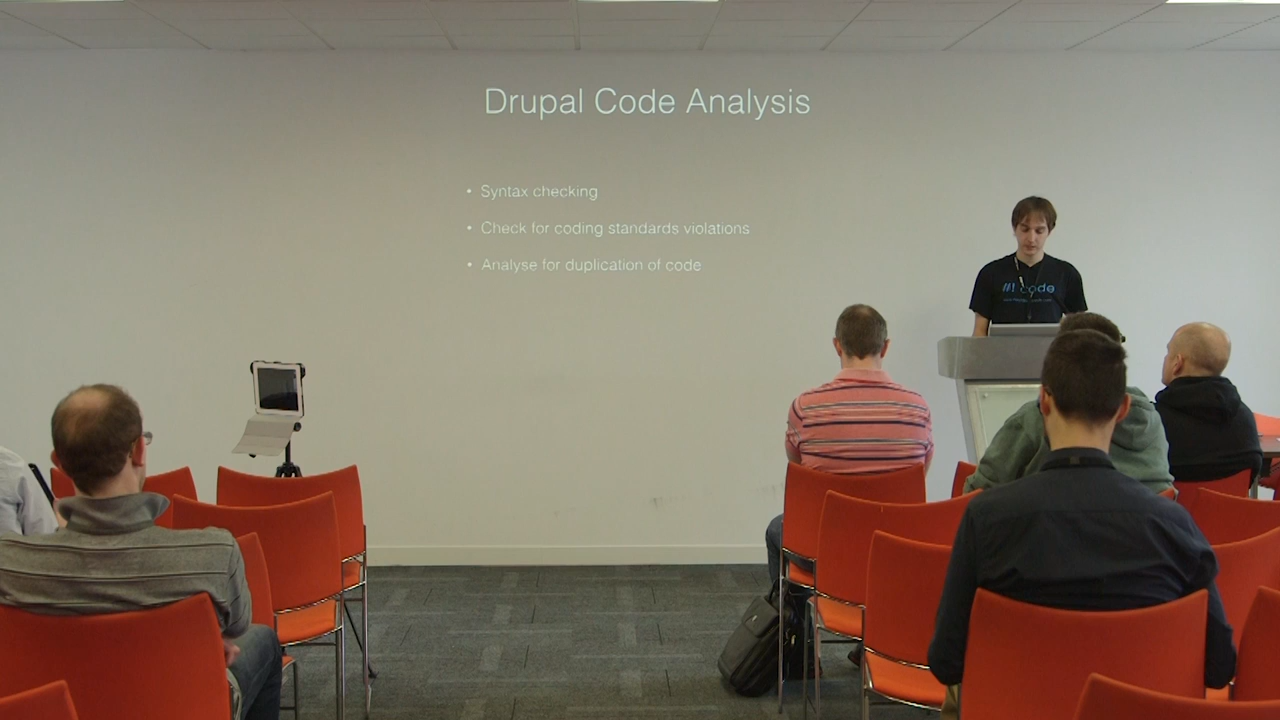 Drupal Code Analysis
• Syntax checking
• Check for coding standards violations
• Analyse for duplication of code
#! code